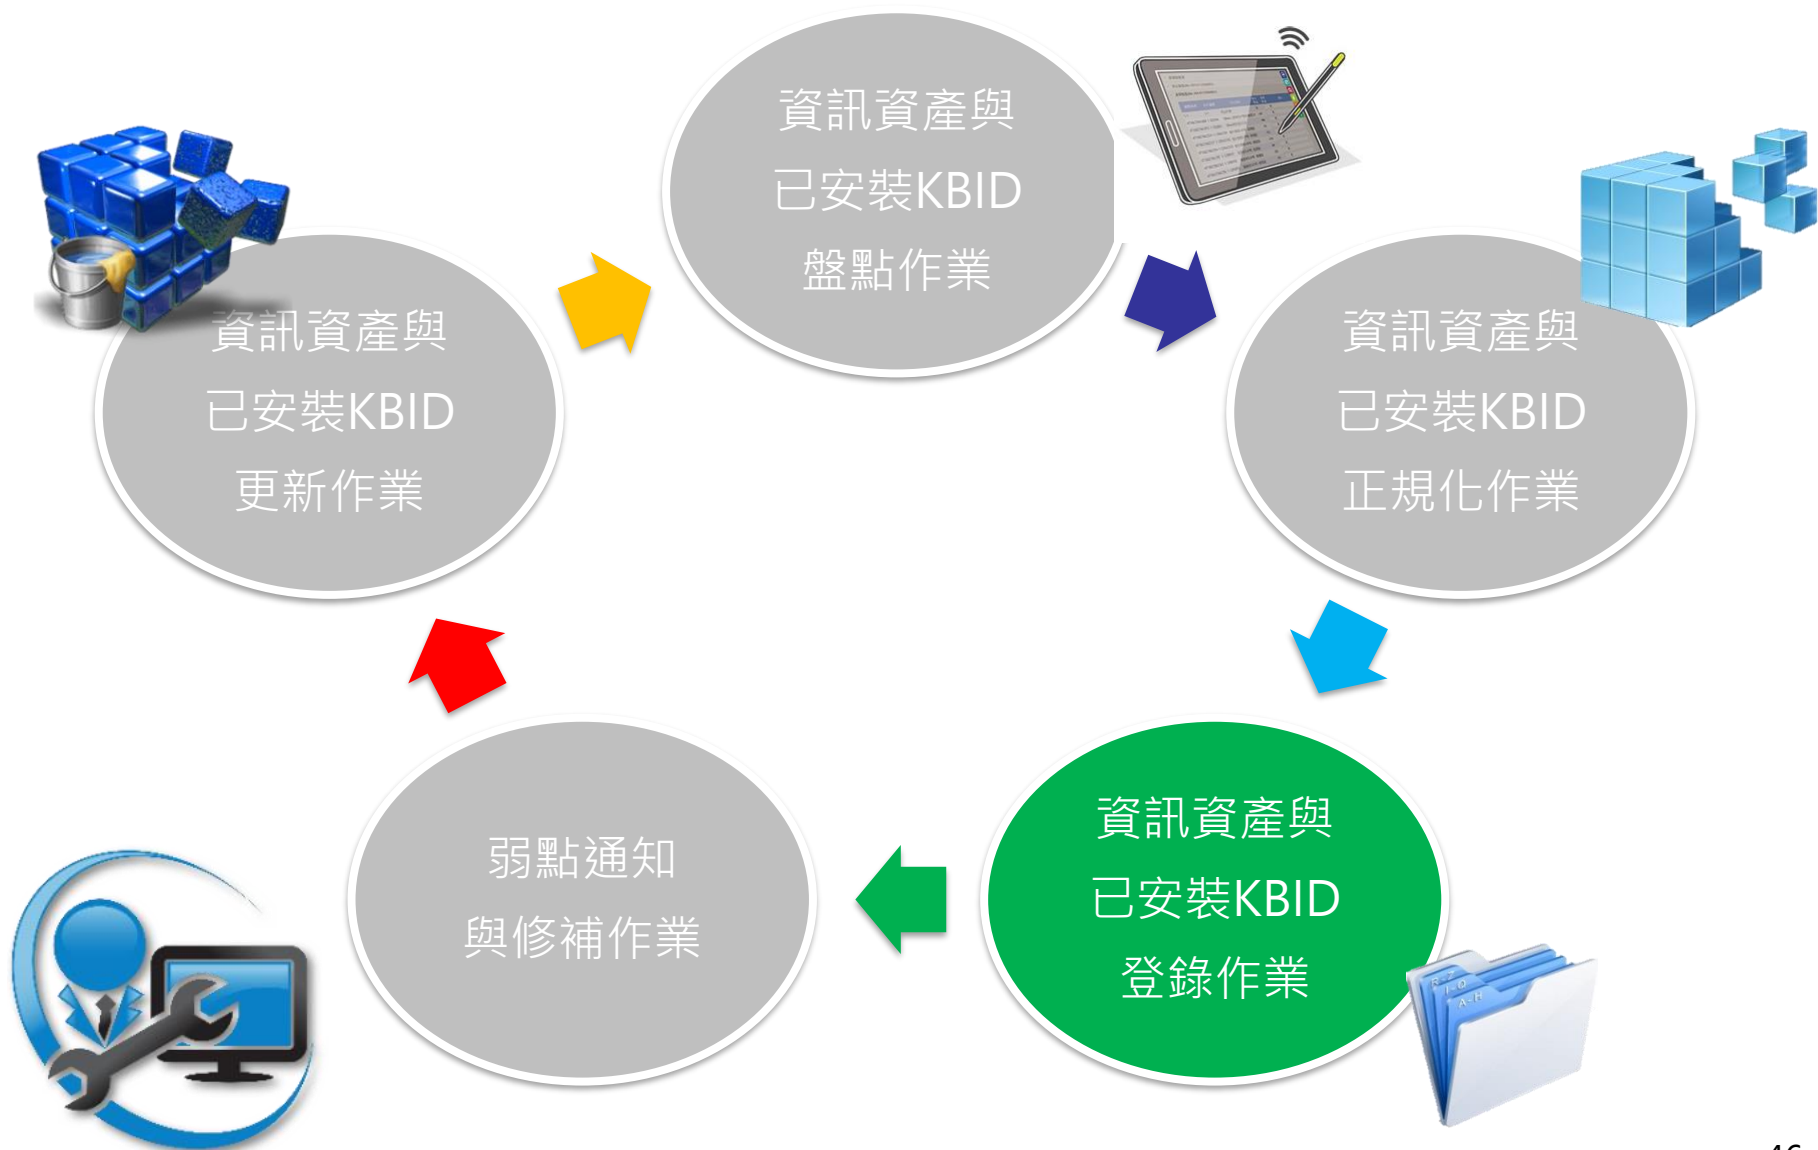 資訊資產與
已安裝KBID
盤點作業
資訊資產與
已安裝KBID
正規化作業
資訊資產與
已安裝KBID
登錄作業
弱點通知
與修補作業
資訊資產與
已安裝KBID
更新作業
R-Z
I-Q
A-H
46